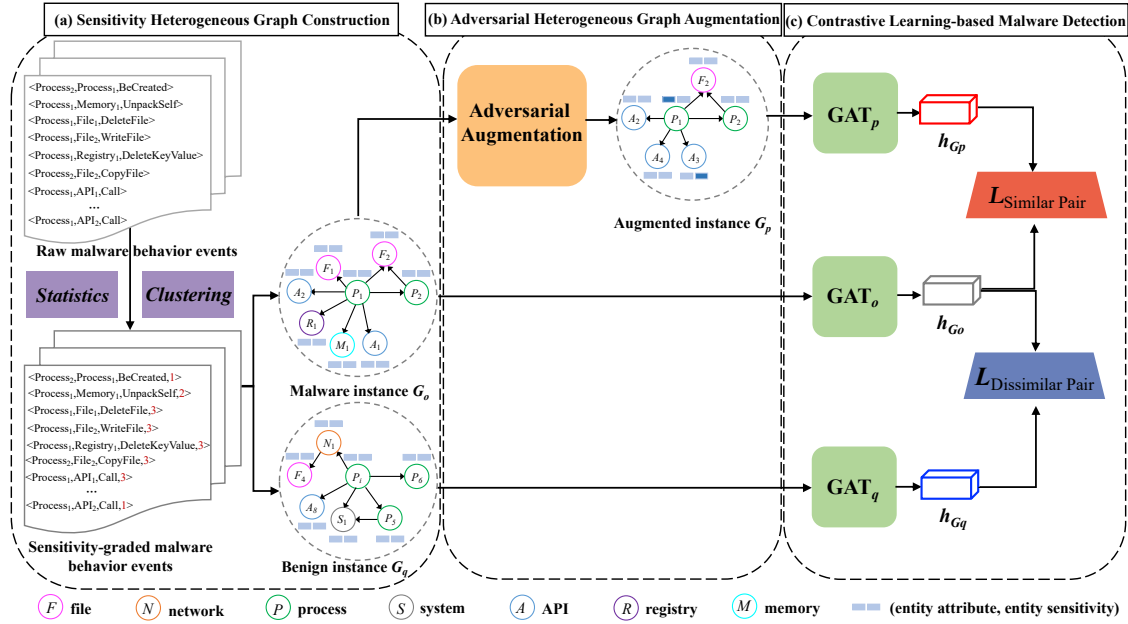 (a) Sensitivity Heterogeneous Graph Construction
(b) Adversarial Heterogeneous Graph Augmentation
(c) Contrastive Learning-based Malware Detection
<Process2,Process1,BeCreated>
<Process1,Memory1,UnpackSelf>
<Process1,File1,DeleteFile>
<Process1,File2,WriteFile>
<Process1,Registry1,DeleteKeyValue>
<Process2,File2,CopyFile>
<Process1,API1,Call>
...
<Process1,API2,Call>
Raw malware behavior events
Statistics
Clustering
<Process2,Process1,BeCreated,1>
<Process1,Memory1,UnpackSelf,2>
<Process1,File1,DeleteFile,3>
<Process1,File2,WriteFile,3>
<Process1,Registry1,DeleteKeyValue,3>
<Process2,File2,CopyFile,3>
<Process1,API1,Call,3>
...
<Process1,API2,Call,1>
Sensitivity-graded malware
behavior events
F2
F1
A2
P1
P2
R1
M1
A1
Malware instance Go
N1
F4
Pi
P6
A8
S1
P5
Benign instance Gq
Adversarial
Augmentation
F2
A2
P1
P2
A4
A3
Augmented instance Gp
GATp
hGp
LSimilar Pair
GATo
hGo
LDissimilar Pair
GATq
hGq
F file
N network
P process
S system
A API
R registry
M memory
(entity attribute, entity sensitivity)